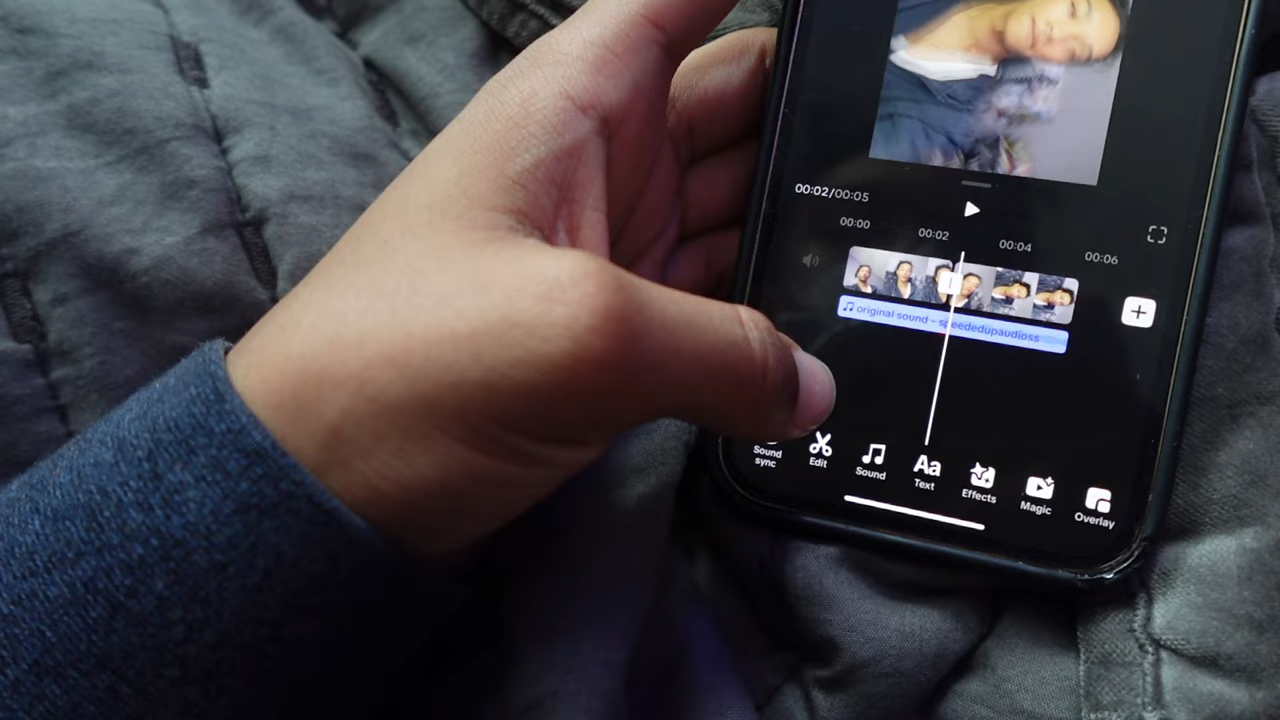 00:02/00:05
00:00
00:02
00:04
00:06
original sound - speededupaudioss
Sound
sync
Edit
Sound
Text
Aa
Effects
Magic
Overlay